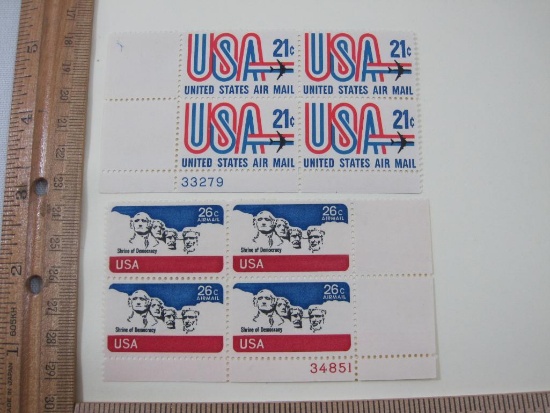 USA 21c USA 21c
UNITED STATES AIR MAIL UNITED STATES AIR MAIL
USA 21c USA 21c
UNITED STATES AIR MAIL UNITED STATES AIR MAIL
33279
26c 26c
AIRMAIL AIRMAIL
Shrine of Democracy Shrine of Democracy
USA USA
26c 26c
AIRMAIL AIRMAIL
Shrine of Democracy Shrine of Democracy
USA USA
34851